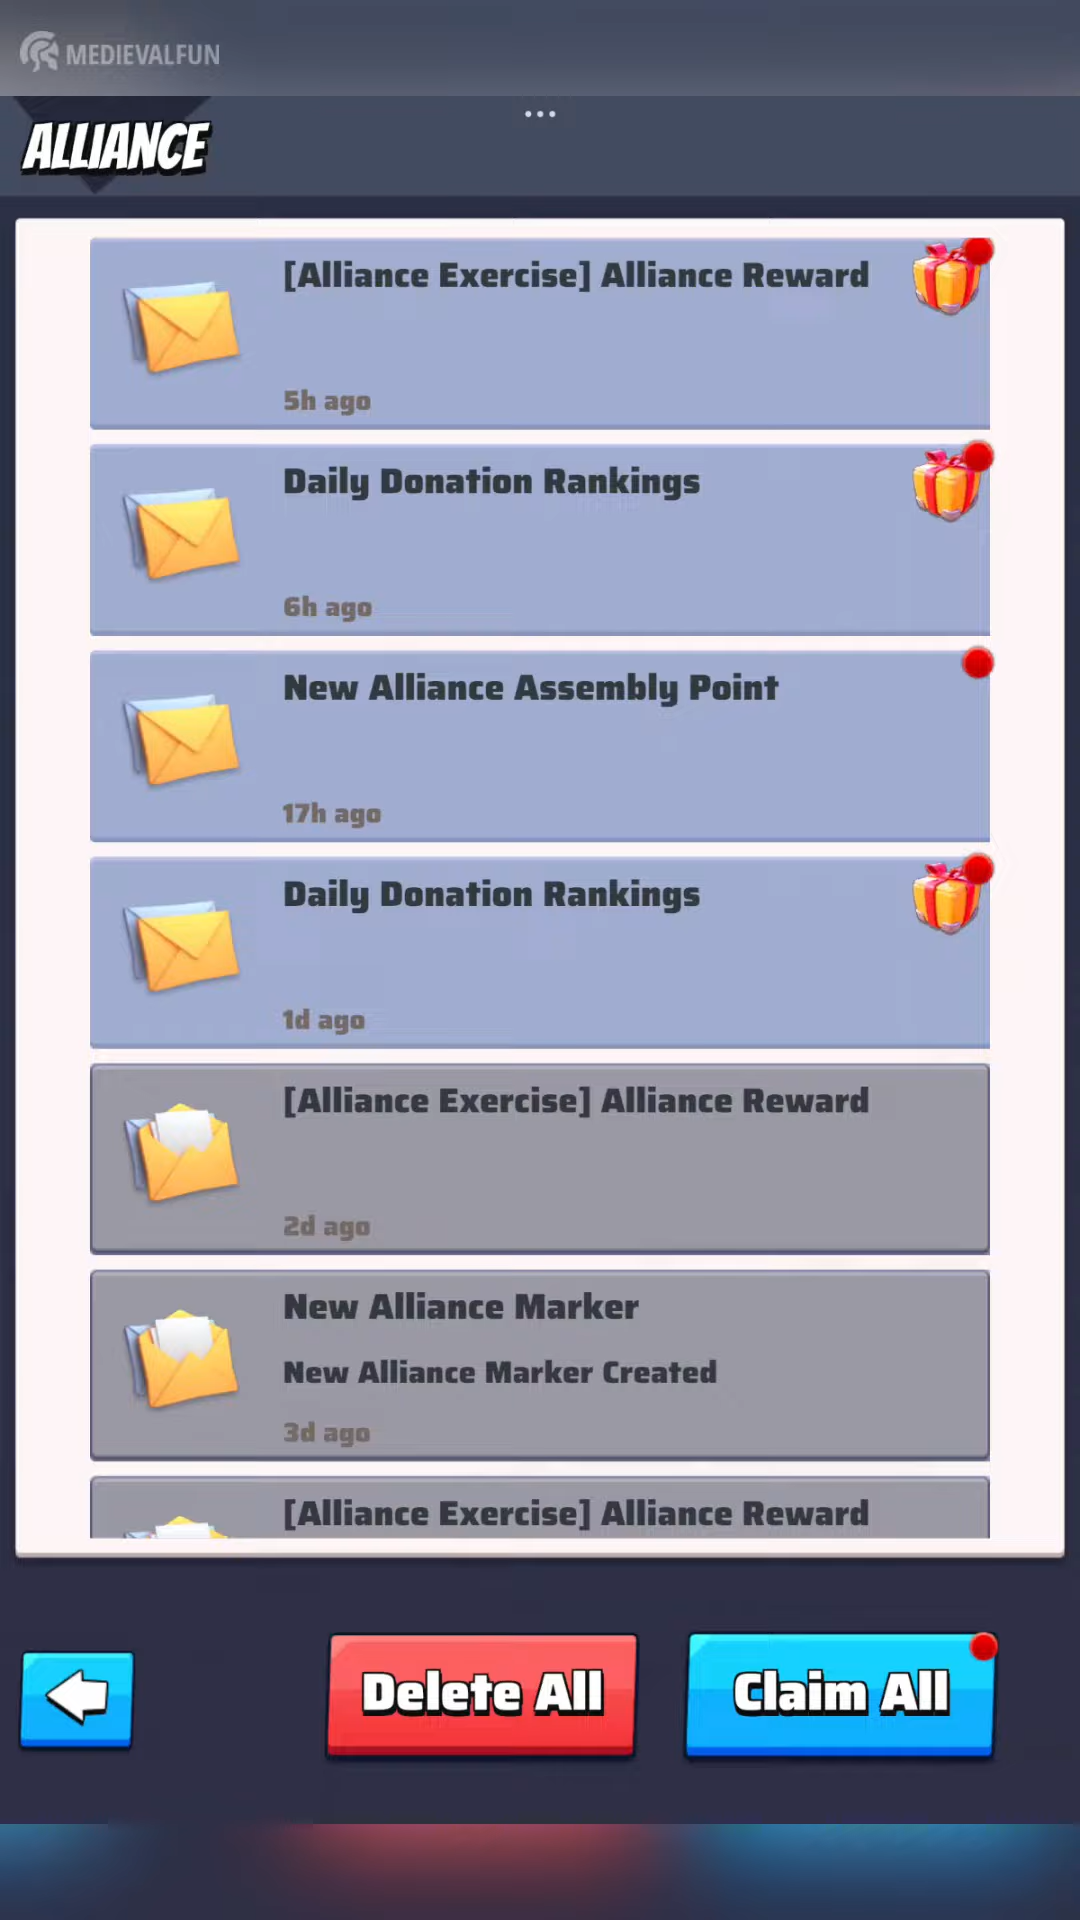 MEDIEVALFUN
ALLIANCE
[Alliance Exercise] Alliance Reward
5h ago
Daily Donation Rankings
6h ago
New Alliance Assembly Point
17h ago
Daily Donation Rankings
1d ago
[Alliance Exercise] Alliance Reward
2d ago
New Alliance Marker
New Alliance Marker Created
3d ago
[Alliance Exercise] Alliance Reward
Delete All
Claim All